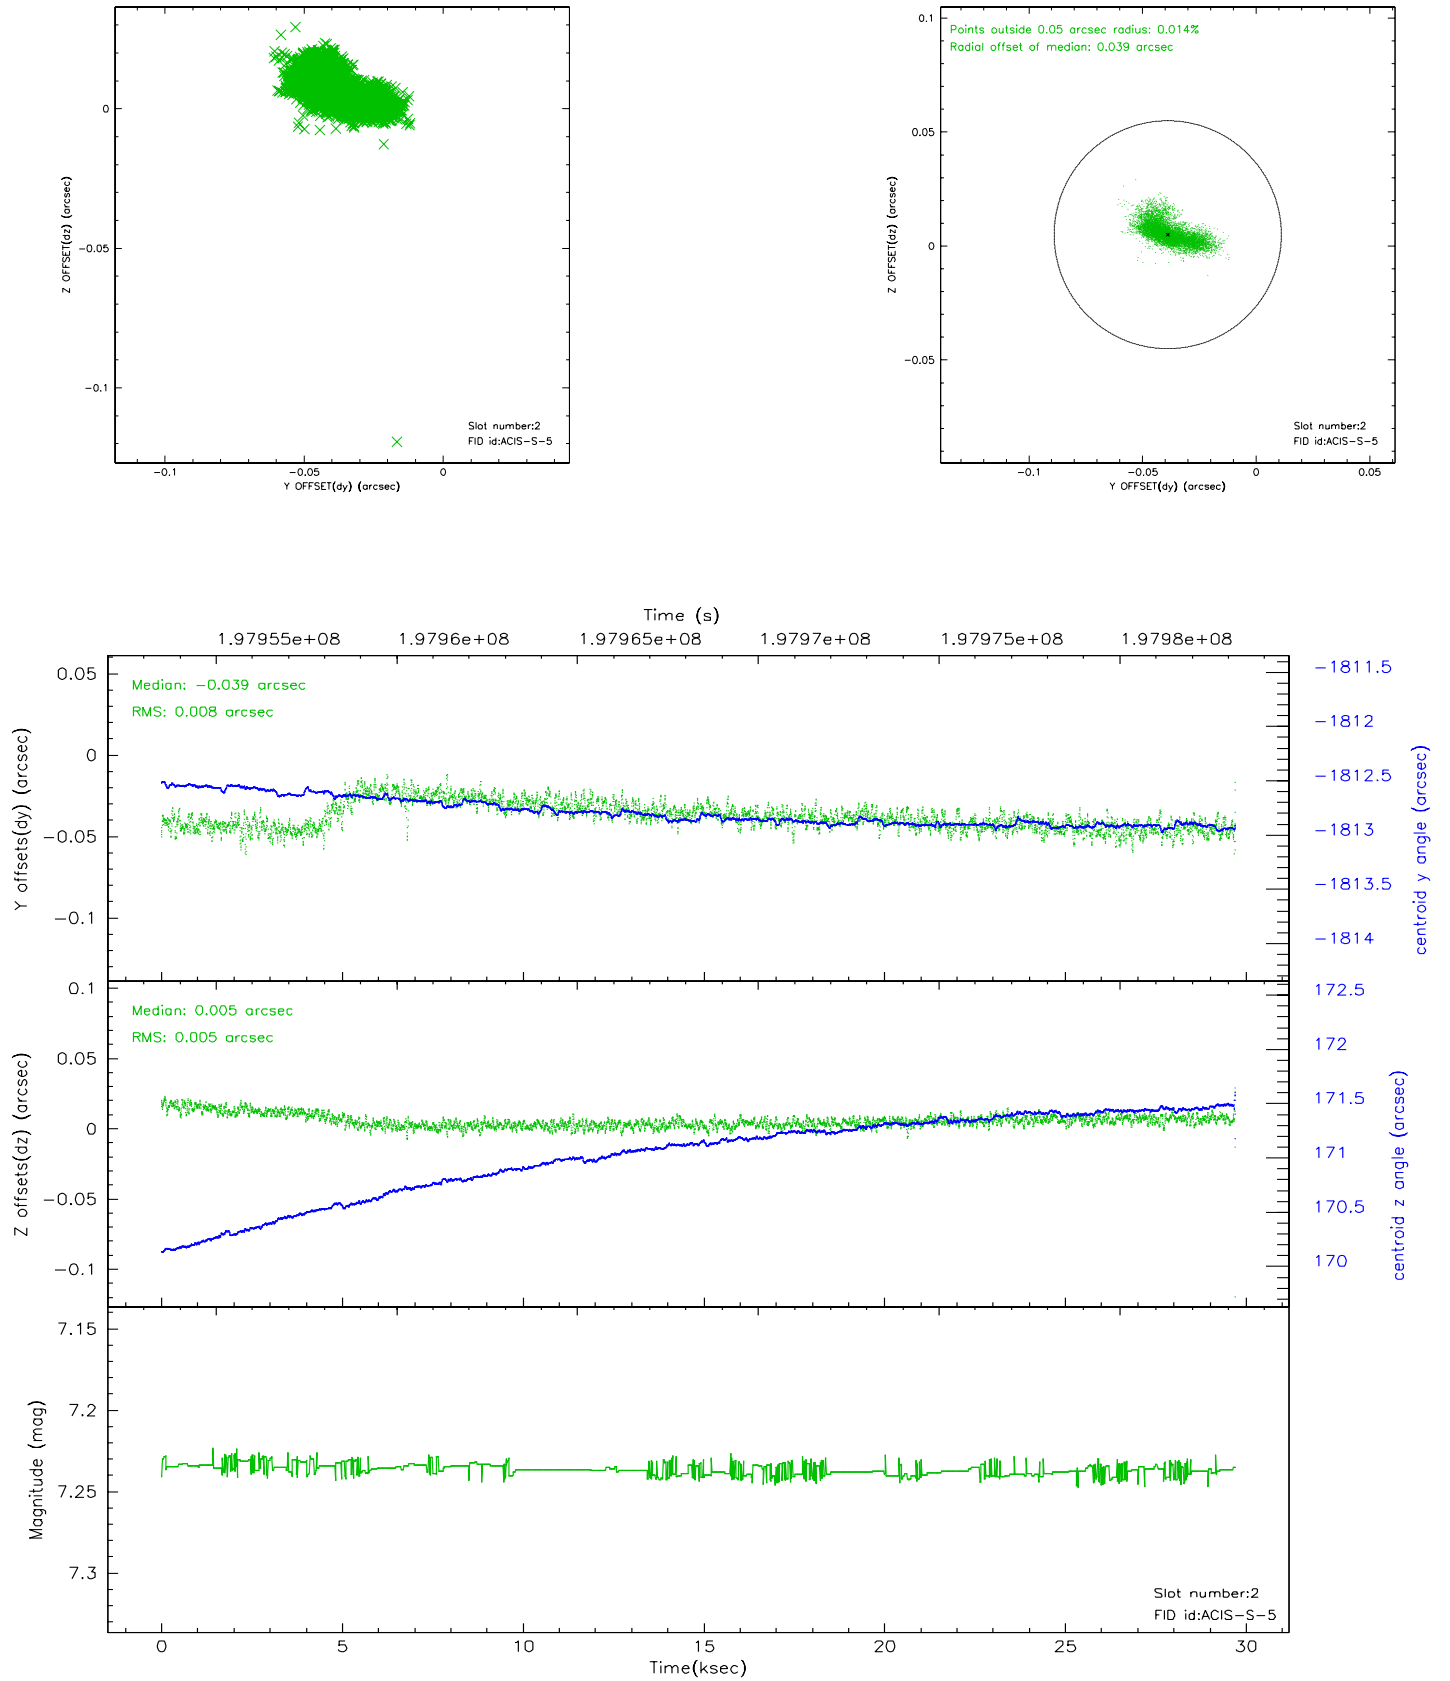 0
−0.05
−0.1
Z OFFSET(dz) (arcsec)
Slot number:2
FID id:ACIS−S−5
−0.1
−0.05
0
Y OFFSET(dy) (arcsec)
Points outside 0.05 arcsec radius: 0.014%
Radial offset of median: 0.039 arcsec
0.1
0.05
0
−0.05
Z OFFSET(dz) (arcsec)
Slot number:2
FID id:ACIS−S−5
−0.1
−0.05
0
0.05
Y OFFSET(dy) (arcsec)
Time (s)
1.97955e+08
1.9796e+08
1.97965e+08
1.9797e+08
1.97975e+08
1.9798e+08
Median: −0.039 arcsec
RMS: 0.008 arcsec
0.05
0
−0.05
−0.1
Y offsets(dy) (arcsec)
−1811.5
−1812
−1812.5
−1813
−1813.5
−1814
centroid y angle (arcsec)
Median: 0.005 arcsec
RMS: 0.005 arcsec
0.1
0.05
0
−0.05
−0.1
Z offsets(dz) (arcsec)
172.5
172
171.5
171
170.5
170
centroid z angle (arcsec)
7.15
7.2
7.25
7.3
Magnitude (mag)
Slot number:2
FID id:ACIS−S−5
0
5
10
15
20
25
30
Time(ksec)